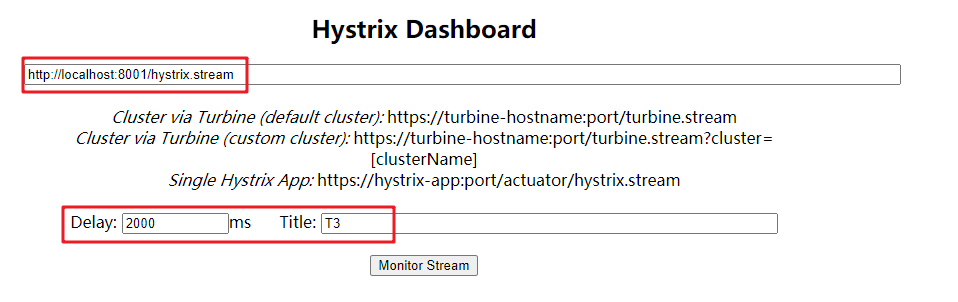 Hystrix Dashboard
http://localhost:8001/hystrix.stream
Cluster via Turbine (default cluster): https://turbine-hostname:port/turbine.stream
Cluster via Turbine (custom cluster): https://turbine-hostname:port/turbine.stream?cluster=
[clusterName]
Single Hystrix App: https://hystrix-app:port/actuator/hystrix.stream
Delay: 2000 ms Title: T3
Monitor Stream